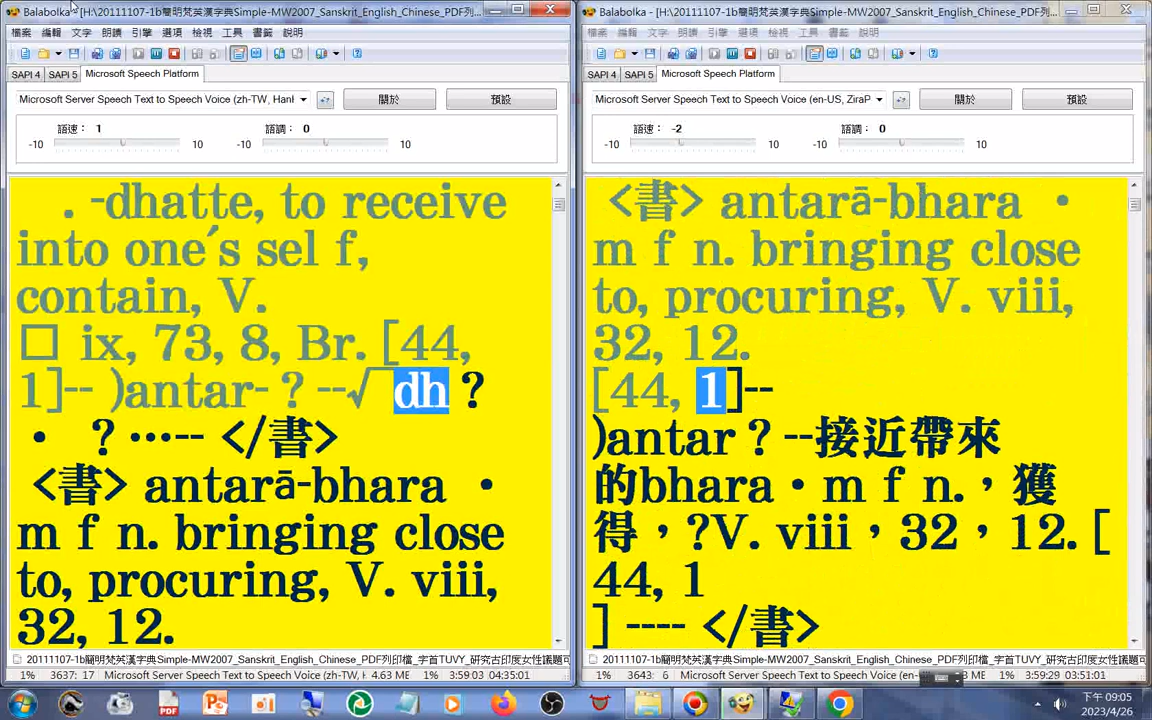 Balabolka - [H:\20111107-1b簡明梵英漢字典Simple-MW2007_Sanskrit_English_Chinese_PDF列...
檔案 編輯 文字 朗讀 引擎 選項 檢視 工具 書籤 說明
SAPI 4 SAPI 5 Microsoft Speech Platform
Microsoft Server Speech Text to Speech Voice (zh-TW, Hanl
關於 預設
語速： 1 語調： 0
-10 10 -10 10
. -dhatte, to receive
into one´s sel f,
contain, V.
□ ix, 73, 8, Br. [44,
1]-- )antar- ? --√ dh ?
• ? …-- </書>
<書> antarā-bhara •
m f n. bringing close
to, procuring, V. viii,
32, 12.
20111107-1b簡明梵英漢字典Simple-MW2007_Sanskrit_English_Chinese_PDF列印檔_字首TUVY_研究古印度女性議題可
1% 3637: 17 Microsoft Server Speech Text to Speech Voice (zh-TW, H 4.63 ME 1% 3:59:03 04:35:01
Balabolka - [H:\20111107-1b簡明梵英漢字典Simple-MW2007_Sanskrit_English_Chinese_PDF列...
檔案 編輯 文字 朗讀 引擎 選項 檢視 工具 書籤 說明
SAPI 4 SAPI 5 Microsoft Speech Platform
Microsoft Server Speech Text to Speech Voice (en-US, ZiraP
關於 預設
語速： -2 語調： 0
-10 10 -10 10
<書> antarā-bhara •
m f n. bringing close
to, procuring, V. viii,
32, 12.
[44, 1]--
)antar ? --接近帶來
的bhara•m f n.，獲
得，?V. viii，32，12. [
44, 1
] ---- </書>
20111107-1b簡明梵英漢字典Simple-MW2007_Sanskrit_English_Chinese_PDF列印檔_字首TUVY_研究古印度女性議題可
1% 3643: 6 Microsoft Server Speech Text to Speech Voice (en-U ME 1% 3:59:29 03:51:01
下午 09:05
2023/4/26